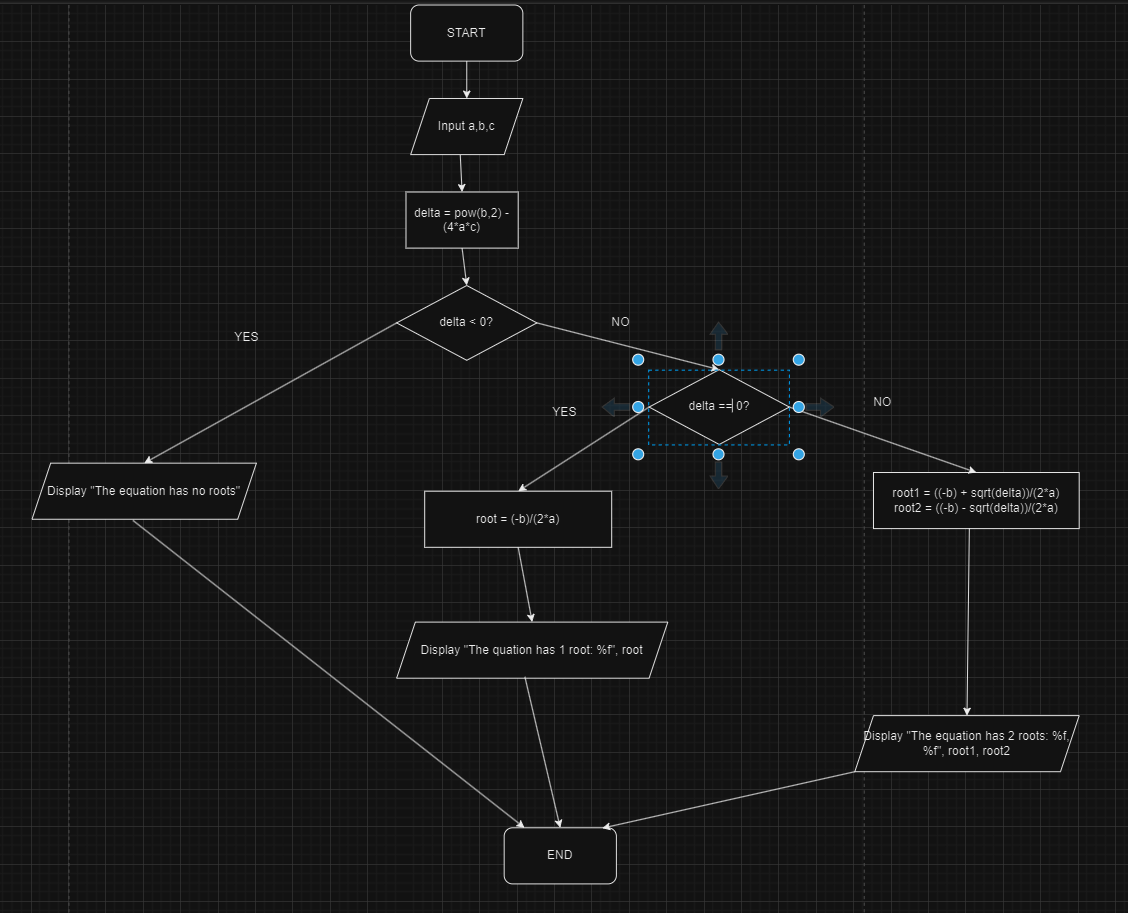 START
Input a,b,c
delta = pow(b,2) -
(4*a*c)
delta < 0?
YES
NO
delta == 0?
YES
NO
Display "The equation has no roots"
root = (-b)/(2*a)
root1 = ((-b) + sqrt(delta))/(2*a)
root2 = ((-b) - sqrt(delta))/(2*a)
Display "The quation has 1 root: %f", root
Display "The equation has 2 roots: %f,
%f", root1, root2
END